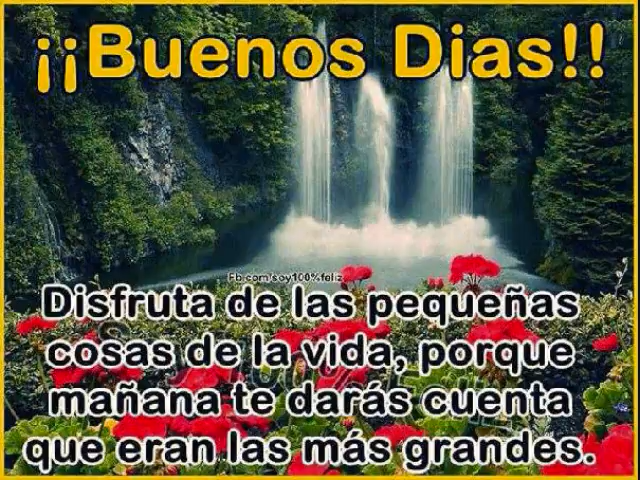 ¡¡Buenos Dias!!
Fb.com/soy100%feliz
Disfruta de las pequeñas
cosas de la vida, porque
mañana te darás cuenta
que eran las más grandes.